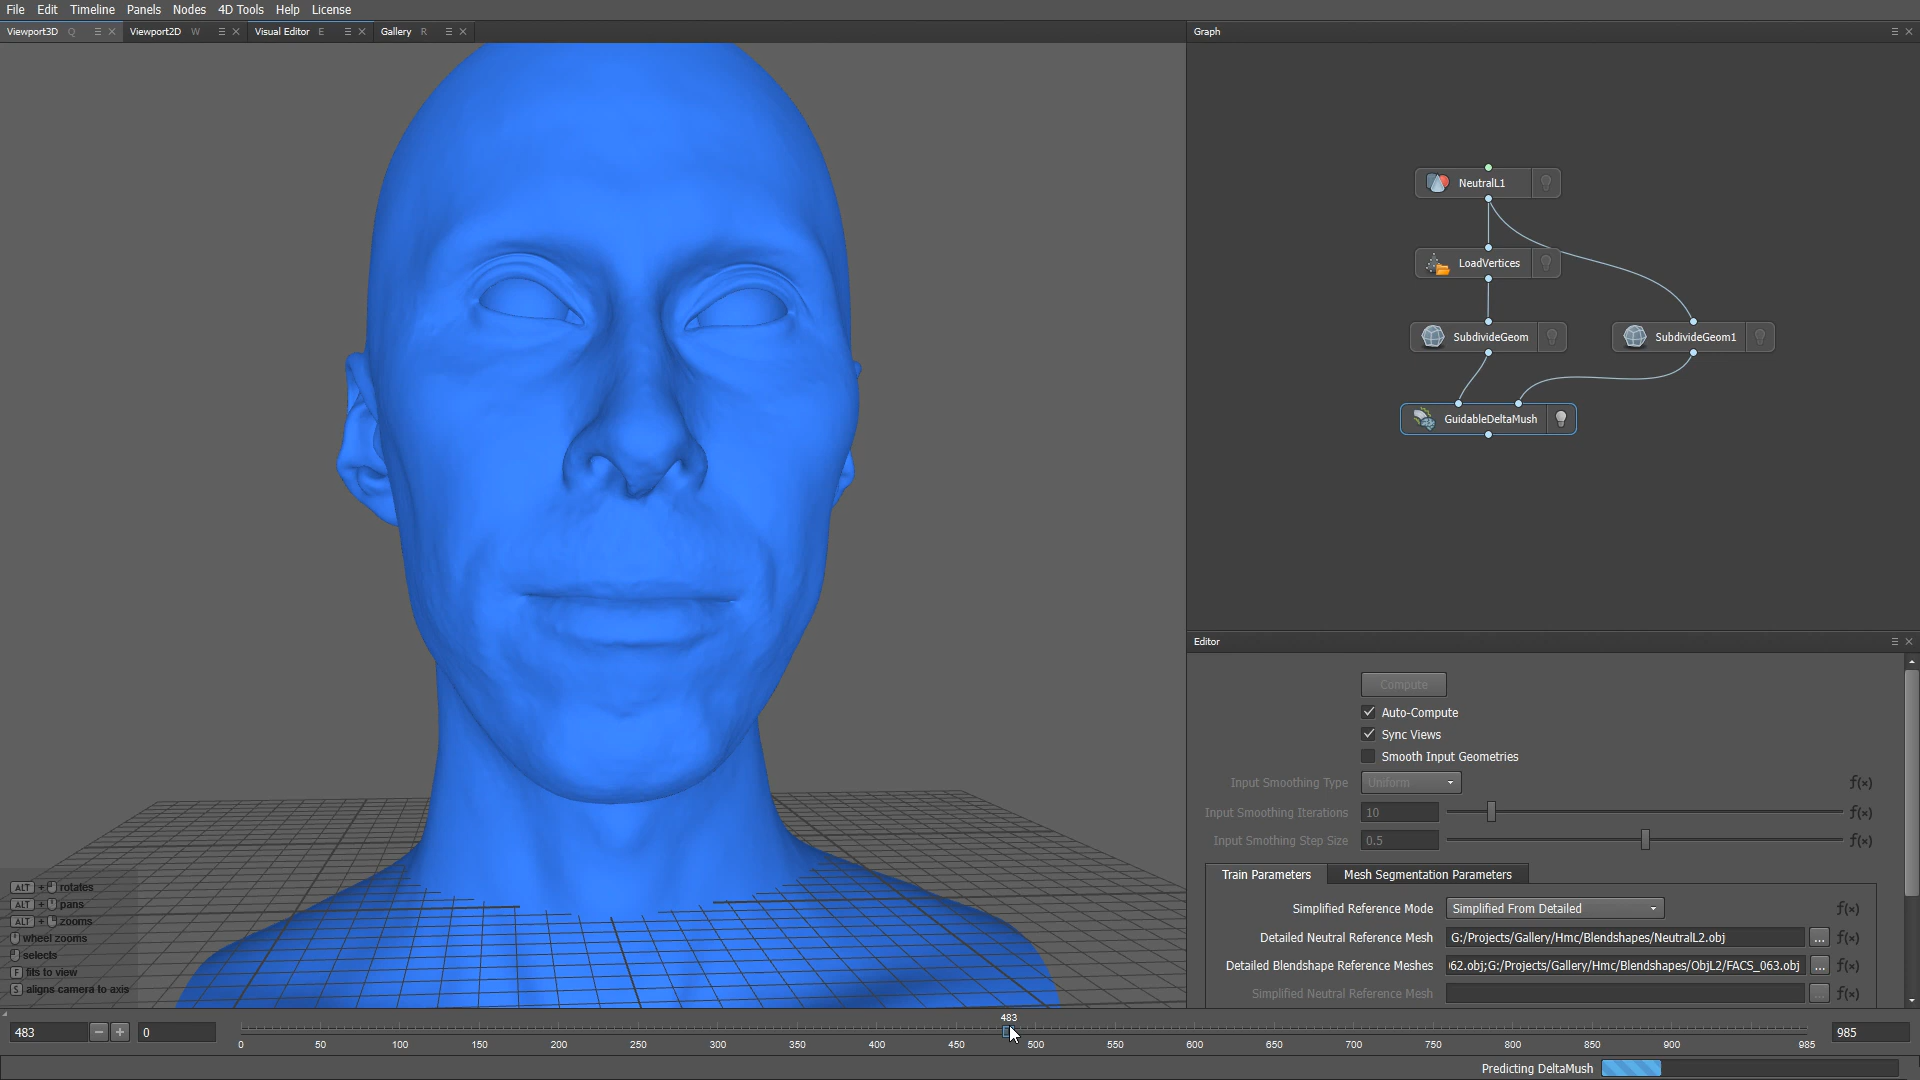 File Edit Timeline Panels Nodes 4D Tools Help License
Viewport3D Q Viewport2D W Visual Editor E Gallery R
Graph
NeutralL1
LoadVertices
SubdivideGeom SubdivideGeom1
GuidableDeltaMush
Editor
Compute
Auto-Compute
Sync Views
Smooth Input Geometries
Input Smoothing Type Uniform f(x)
Input Smoothing Iterations 10 f(x)
Input Smothing Step Size 0.5 f(x)
Train Parameters Mesh Segmentation Parameters
Simplified Reference Mode Simplified From Detailed f(x)
Detailed Neutral Reference Mesh G:/Projects/Gallery/Hmc/Blendshapes/NeutralL2.obj ... f(x)
Detailed Blendshape Reference Meshes 62.obj;G:/Projects/Gallery/Hmc/Blendshapes/ObjL2/FACS_063.obj ... f(x)
Simplified Neutral Reference Mesh ... f(x)
ALT + rotates
ALT + pans
ALT + zooms
wheel zooms
selects
F fits to view
S aligns camera to axis
483
483 − + 0 985
0 50 100 150 200 250 300 350 400 450 500 550 600 650 700 750 800 850 900 985
Predicting DeltaMush